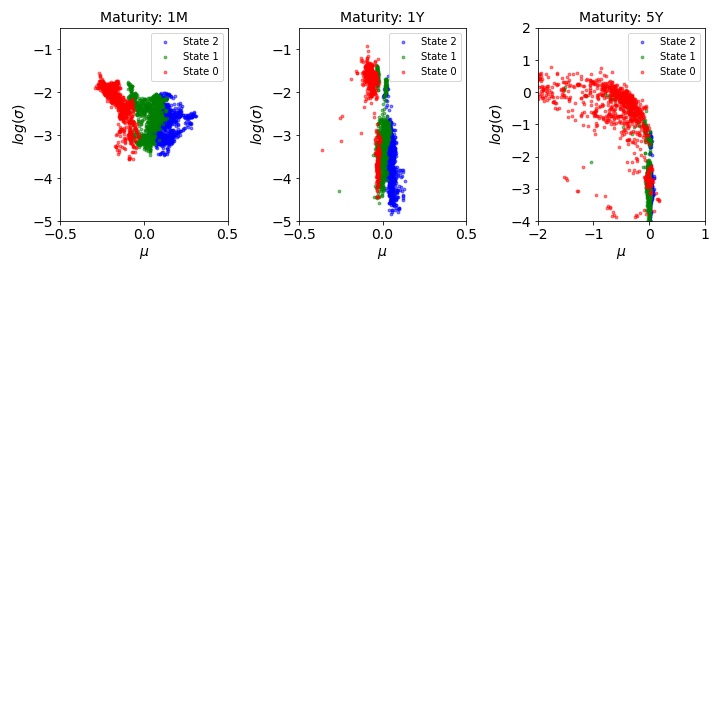 Maturity: 1M
−1
−2
−3
−4
−5
−0.5
0.0
0.5
log(σ)
μ
State 2
State 1
State 0
Maturity: 1Y
−1
−2
−3
−4
−5
−0.5
0.0
0.5
log(σ)
μ
State 2
State 1
State 0
Maturity: 5Y
2
1
0
−1
−2
−3
−4
−2
−1
0
1
log(σ)
μ
State 2
State 1
State 0